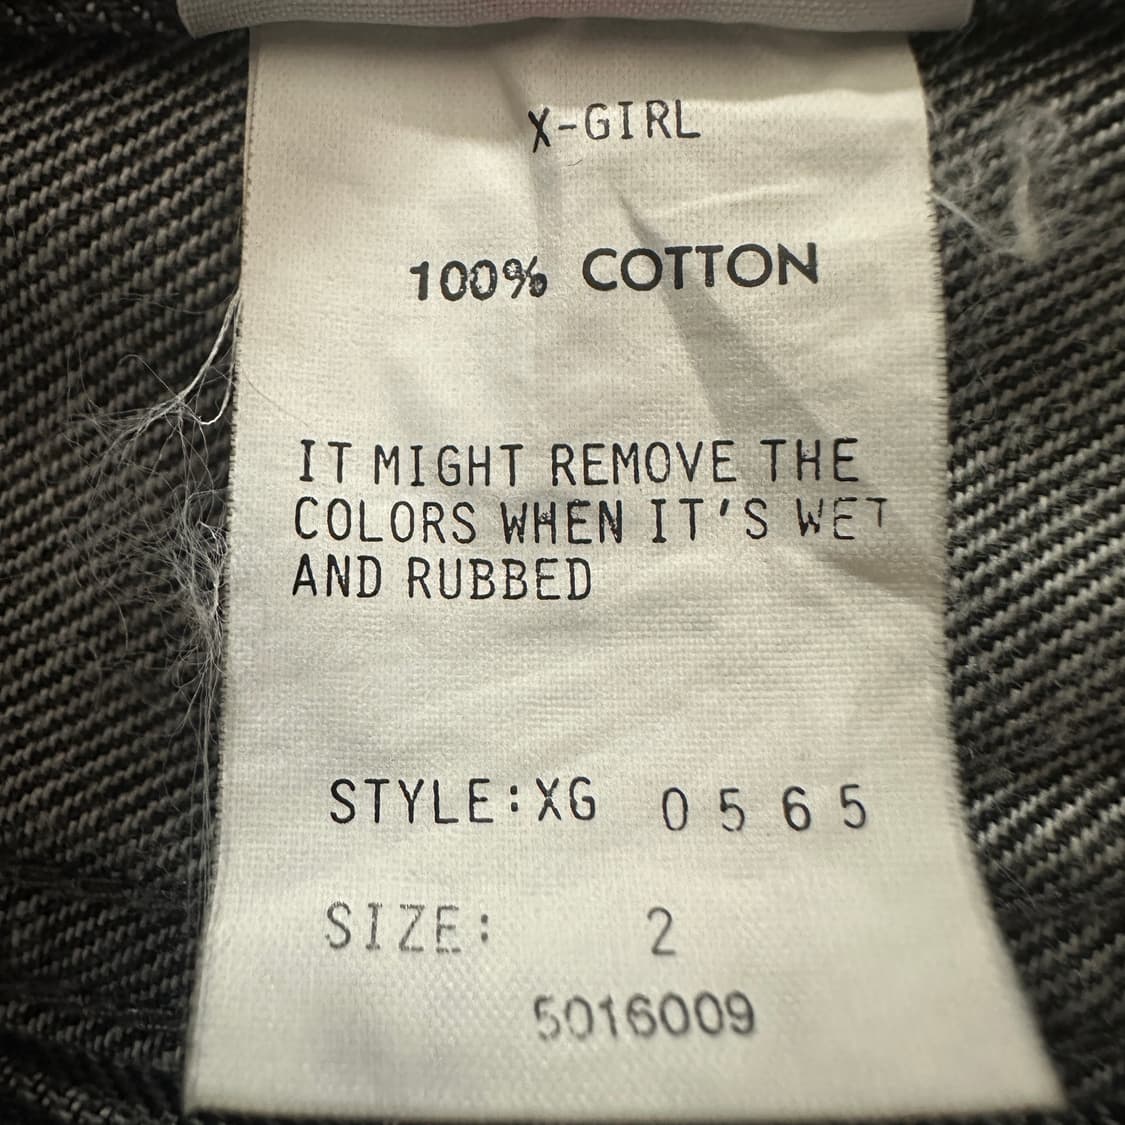 X-GIRL
100% COTTON
IT MIGHT REMOVE THE
COLORS WHEN IT'S WET
AND RUBBED
STYLE:XG 0565
SIZE: 2
5016009